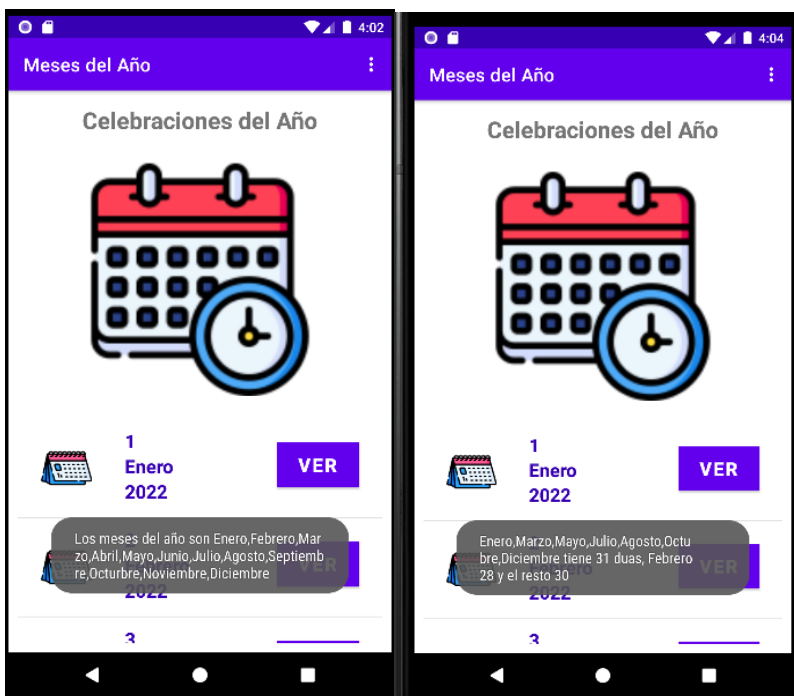 4:02
Meses del Año
Celebraciones del Año
1
Enero
2022
VER
Los meses del año son Enero,Febrero,Mar
zo,Abril,Mayo,Junio,Julio,Agosto,Septiemb
re,Octurbre,Noviembre,Diciembre
VER
2022
3
4:04
Meses del Año
Celebraciones del Año
1
Enero
2022
VER
Enero,Marzo,Mayo,Julio,Agosto,Octu
bre,Diciembre tiene 31 duas, Febrero
28 y el resto 30
VER
2022
3